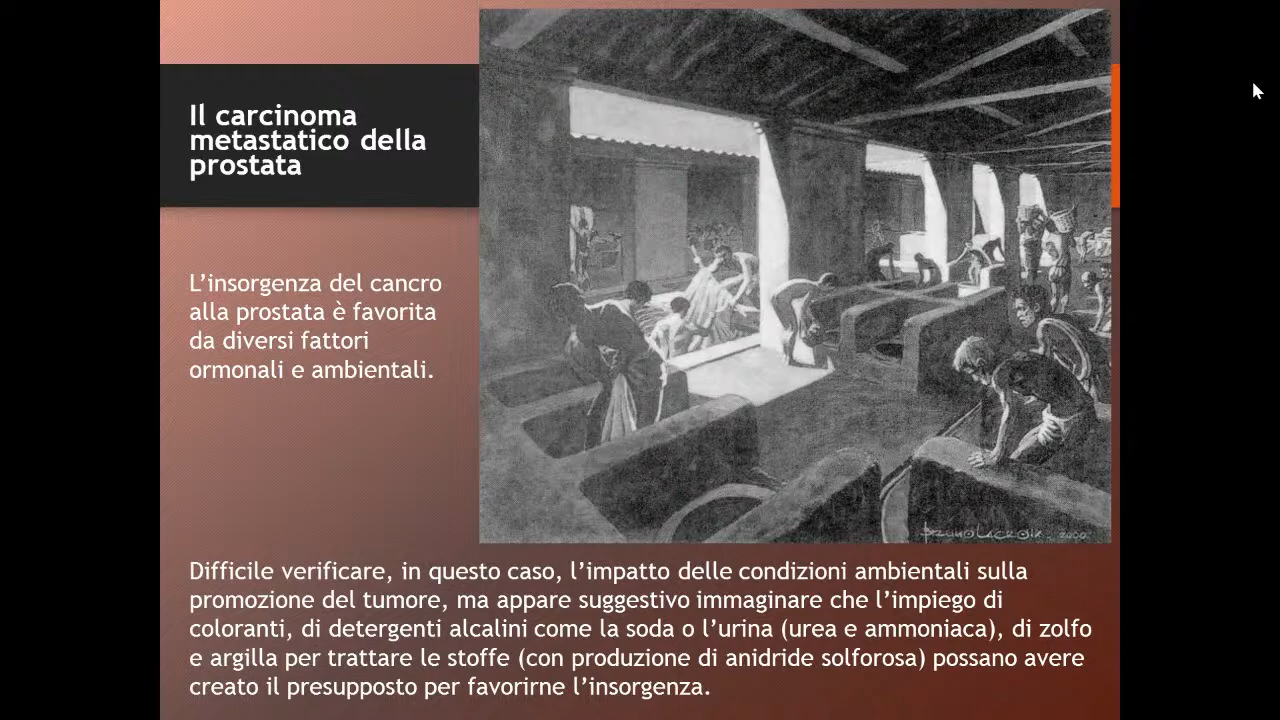 Il carcinoma
metastatico della
prostata
L’insorgenza del cancro
alla prostata è favorita
da diversi fattori
ormonali e ambientali.
BRUNO LACROIX . 2000
Difficile verificare, in questo caso, l’impatto delle condizioni ambientali sulla
promozione del tumore, ma appare suggestivo immaginare che l’impiego di
coloranti, di detergenti alcalini come la soda o l’urina (urea e ammoniaca), di zolfo
e argilla per trattare le stoffe (con produzione di anidride solforosa) possano avere
creato il presupposto per favorirne l’insorgenza.